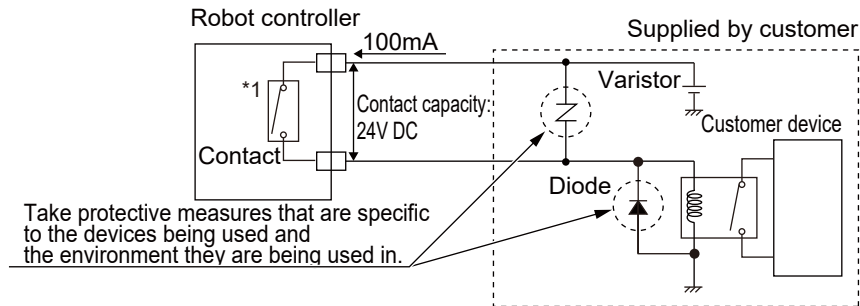 Robot controller
Supplied by customer
100mA
*1
Varistor
Contact capacity:
24V DC
Customer device
Contact
Diode
Take protective measures that are specific
to the devices being used and
the environment they are being used in.